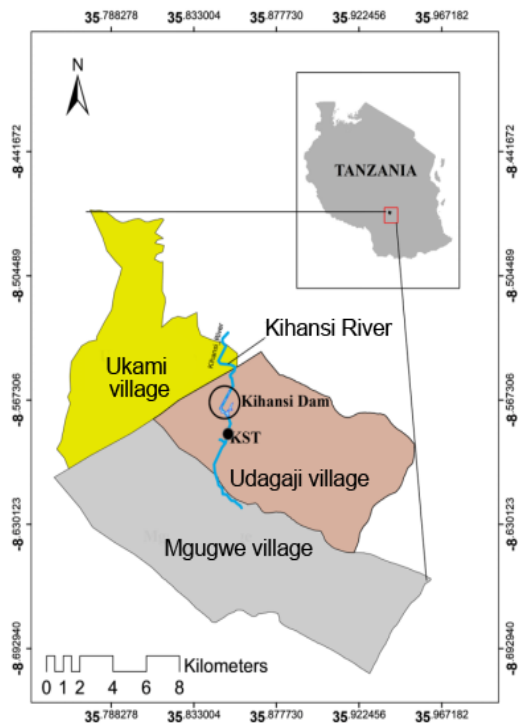 35.788278 35.833004 35.877730 35.922456 35.967182
N
-8.441672
-8.441672
TANZANIA
-8.504489
-8.504489
Kihansi_River
Kihansi River
Ukami
village
-8.567306
-8.567306
Kihansi Dam
KST
Udagaji village
-8.630123
-8.630123
Mgugwe village
-8.692940
-8.692940
Kilometers
0 1 2 4 6 8
35.788278 35.833004 35.877730 35.922456 35.967182